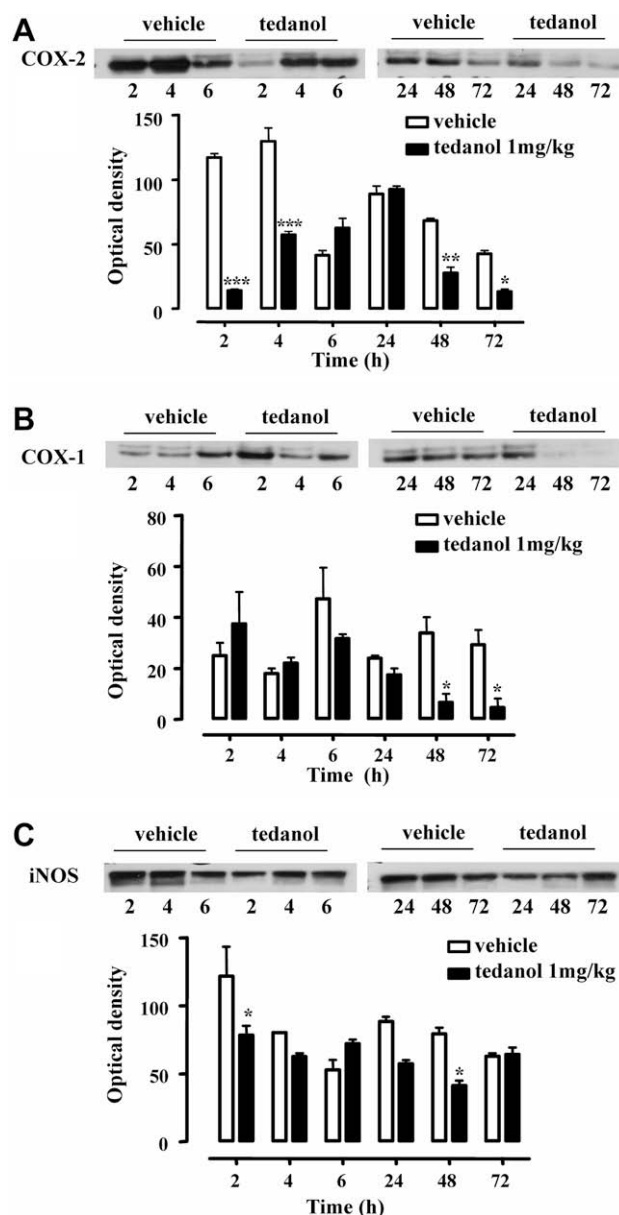 A
vehicle tedanol vehicle tedanol
COX-2
2 4 6 2 4 6 24 48 72 24 48 72
150
100
50
0
Optical density
vehicle
tedanol 1mg/kg
*** *** ** *
2 4 6 24 48 72
Time (h)
B
vehicle tedanol vehicle tedanol
COX-1
2 4 6 2 4 6 24 48 72 24 48 72
80
60
40
20
0
Optical density
vehicle
tedanol 1mg/kg
* *
2 4 6 24 48 72
Time (h)
C
vehicle tedanol vehicle tedanol
iNOS
2 4 6 2 4 6 24 48 72 24 48 72
150
100
50
0
Optical density
vehicle
tedanol 1mg/kg
* *
2 4 6 24 48 72
Time (h)